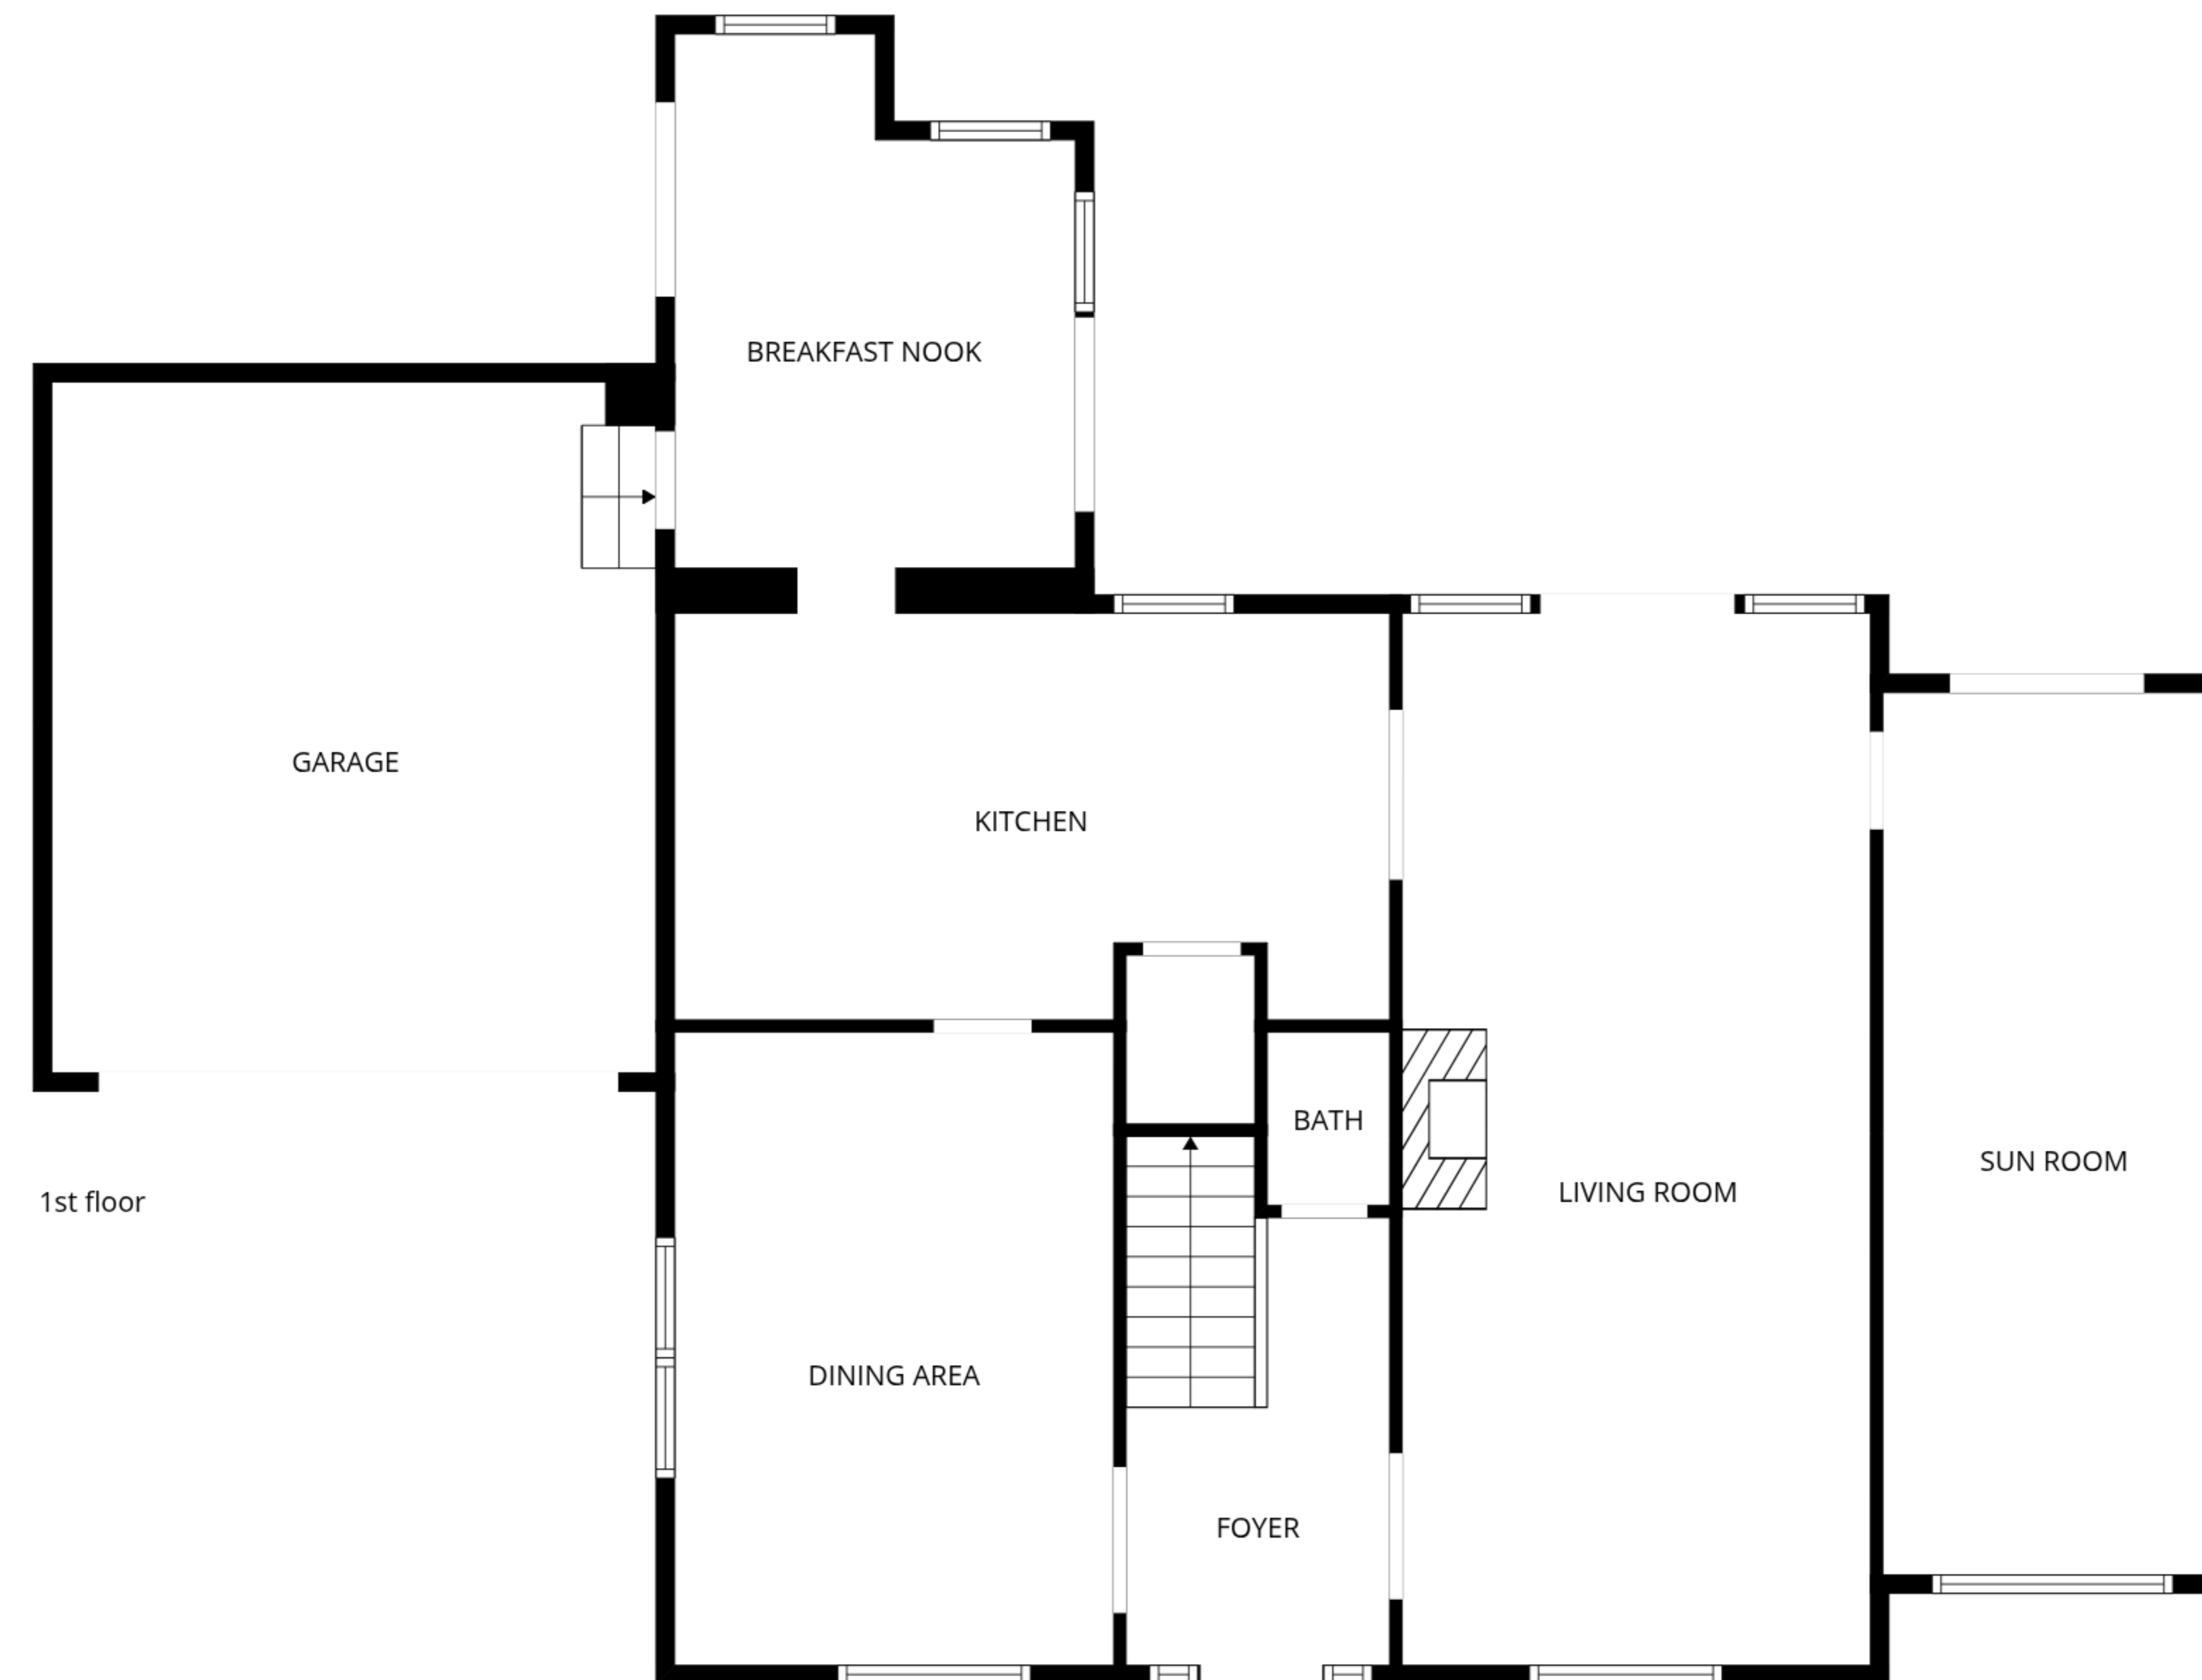 BREAKFAST NOOK
GARAGE
KITCHEN
BATH
SUN ROOM
LIVING ROOM
1st floor
DINING AREA
FOYER